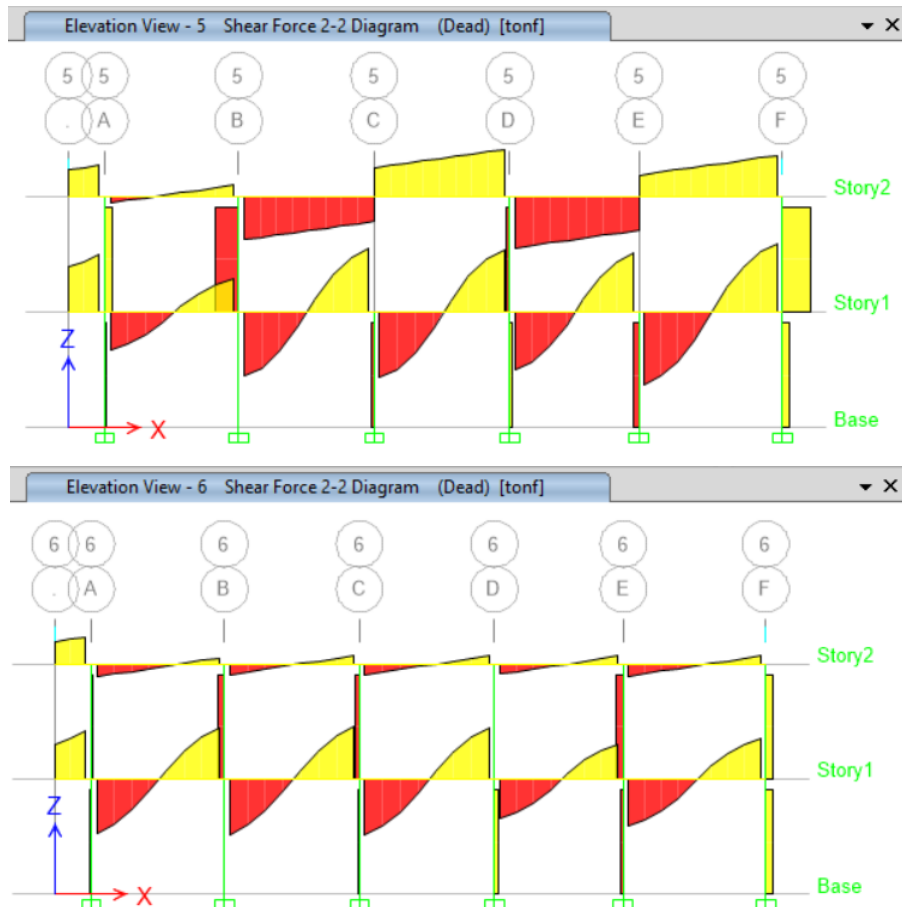 Elevation View - 5 Shear Force 2-2 Diagram (Dead) [tonf]
5 5 5 5 5 5 5
. A B C D E F
Story2
Story1
Z
X
Base
Elevation View - 6 Shear Force 2-2 Diagram (Dead) [tonf]
6 6 6 6 6 6 6
. A B C D E F
Story2
Story1
Z
X
Base